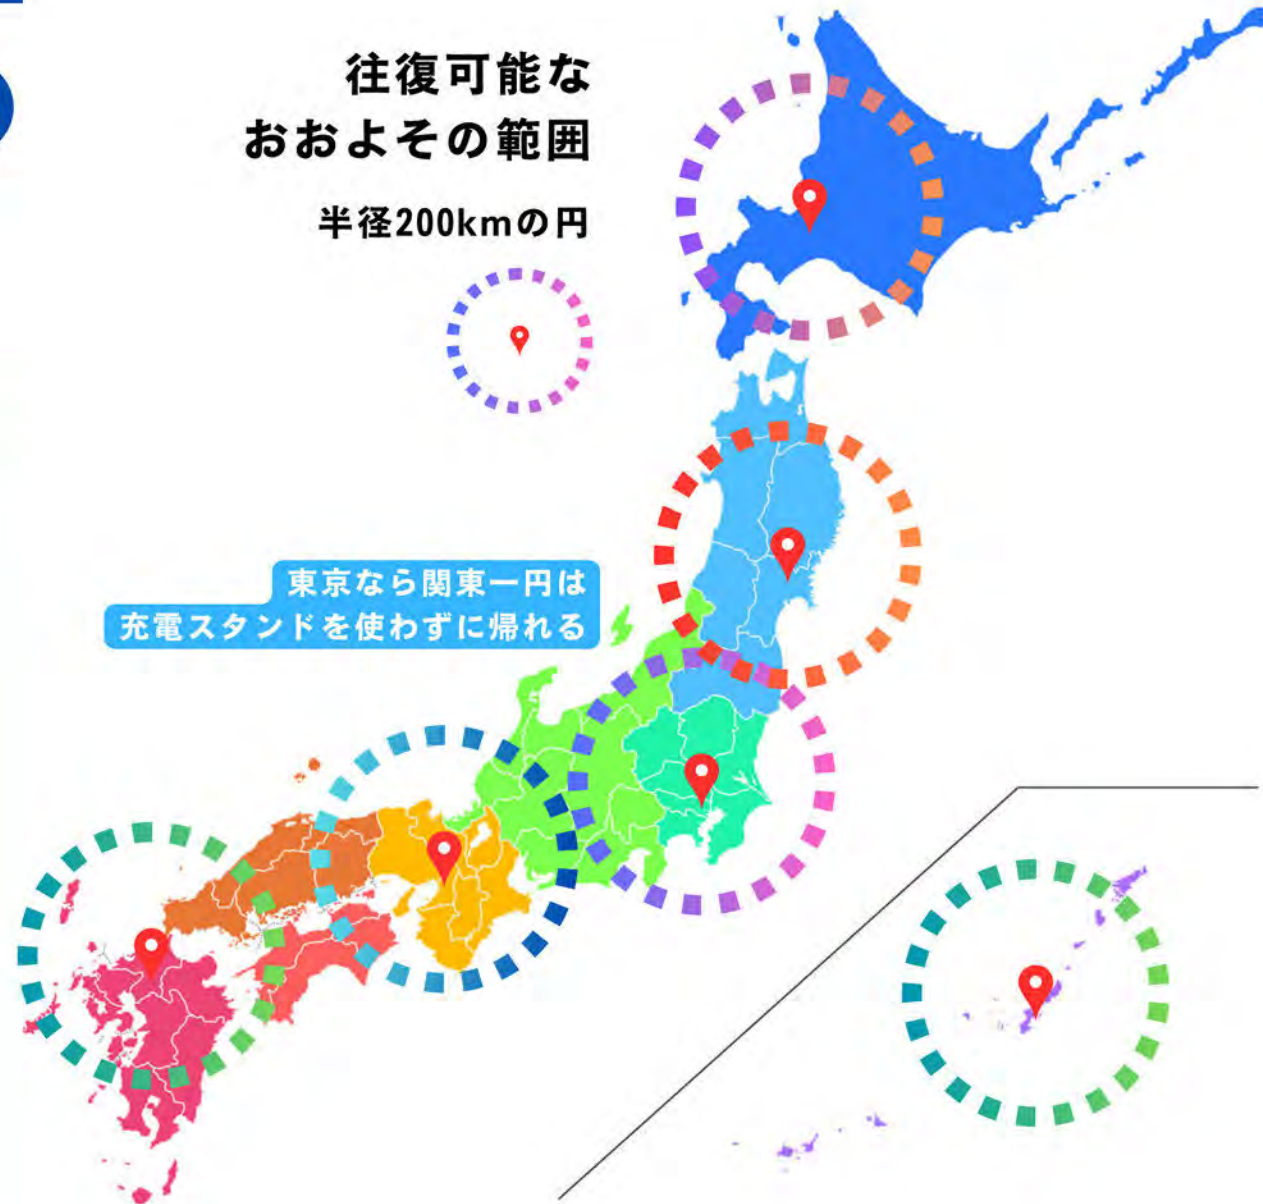 往復可能な
おおよその範囲
半径200kmの円
東京なら関東一円は
充電スタンドを使わずに帰れる